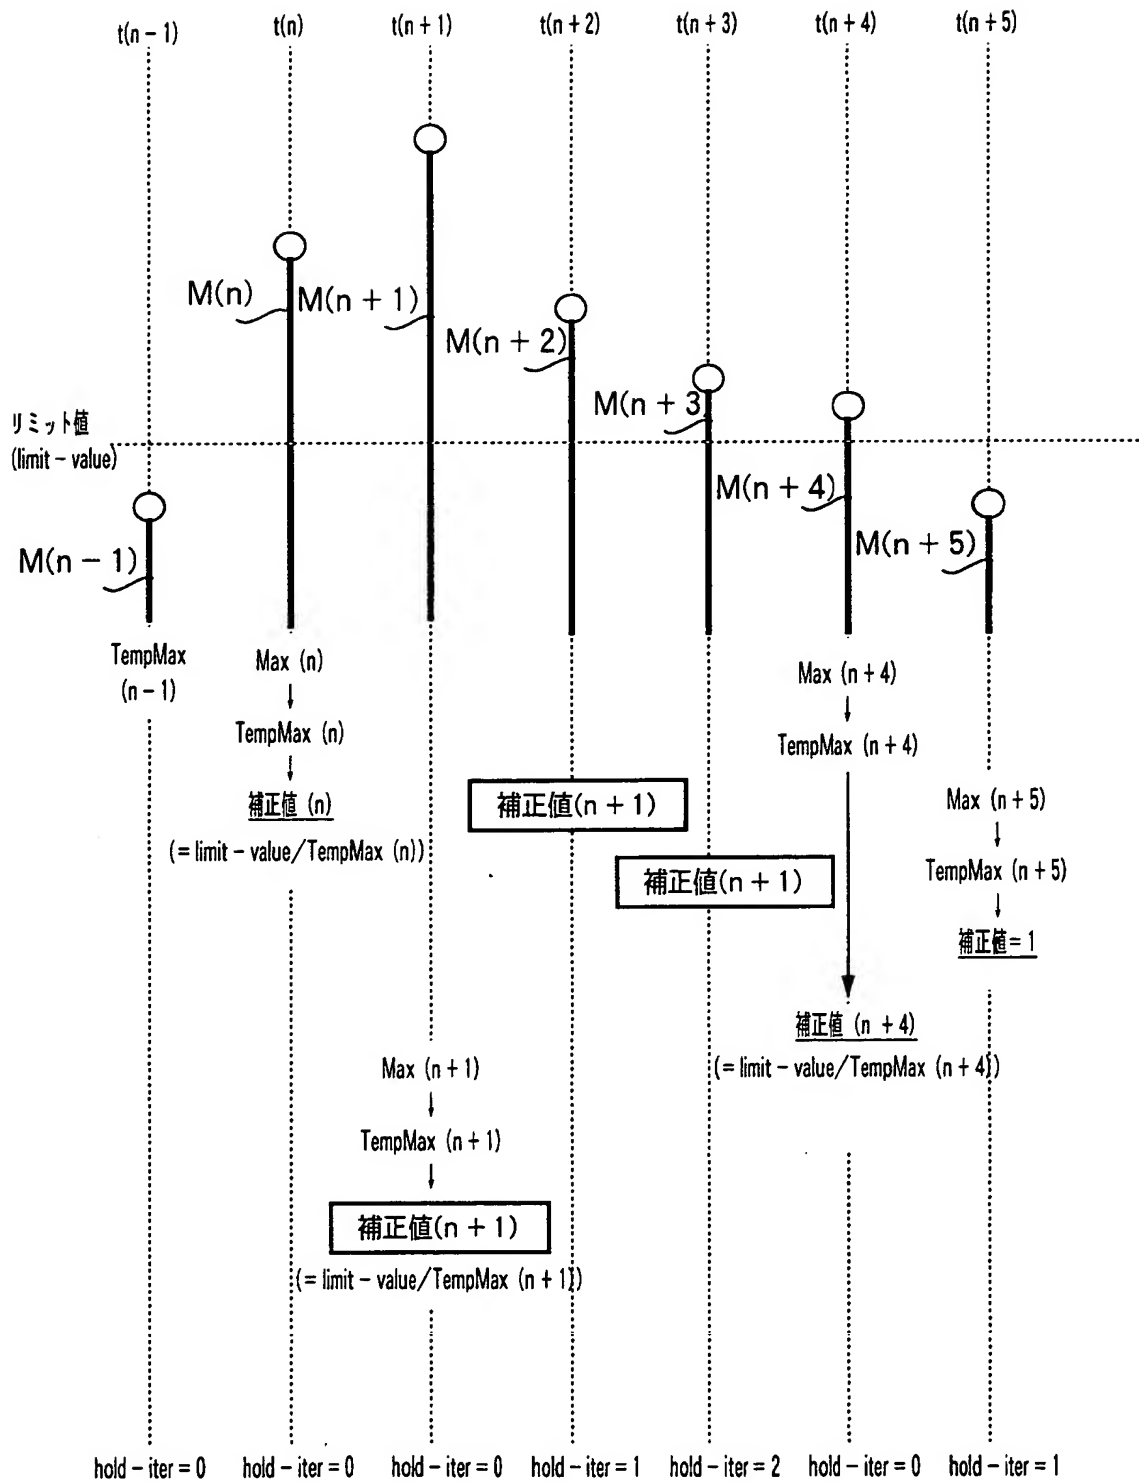 t(n − 1)
t(n)
t(n + 1)
t(n + 2)
t(n + 3)
t(n + 4)
t(n + 5)
M(n)
M(n + 1)
M(n + 2)
M(n + 3
リミット値
(limit − value)
M(n + 4)
M(n + 5)
M(n − 1)
TempMax
(n − 1)
Max (n)
TempMax (n)
補正値 (n)
(= limit − value/TempMax (n))
Max (n + 4)
TempMax (n + 4)
補正値(n + 1)
補正値(n + 1)
Max (n + 5)
TempMax (n + 5)
補正値 = 1
補正値 (n + 4)
(= limit − value/TempMax (n + 4))
Max (n + 1)
TempMax (n + 1)
補正値(n + 1)
(= limit − value/TempMax (n + 1))
hold − iter = 0
hold − iter = 0
hold − iter = 0
hold − iter = 1
hold − iter = 2
hold − iter = 0
hold − iter = 1